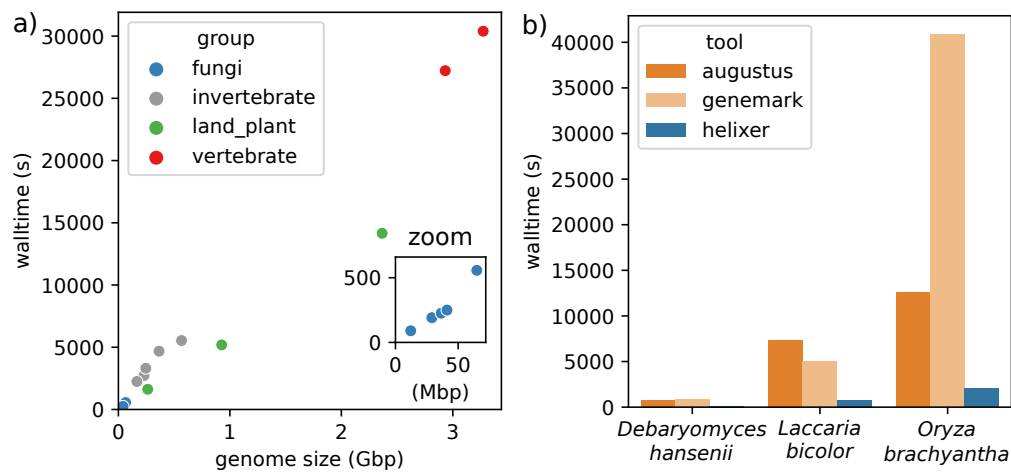 a)
group
fungi
invertebrate
land_plant
vertebrate
30000
25000
20000
15000
10000
5000
0
walltime (s)
0
1
2
3
genome size (Gbp)
zoom
500
0
0
50
(Mbp)
b)
tool
augustus
genemark
helixer
40000
35000
30000
25000
20000
15000
10000
5000
0
walltime (s)
Debaryomyces
hansenii
Laccaria
bicolor
Oryza
brachyantha